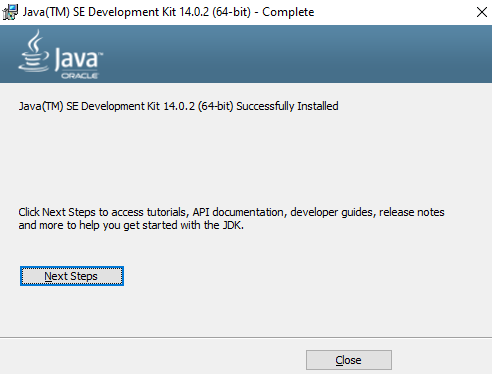 Java(TM) SE Development Kit 14.0.2 (64-bit) - Complete
Java™
ORACLE
Java(TM) SE Development Kit 14.0.2 (64-bit) Successfully Installed
Click Next Steps to access tutorials, API documentation, developer guides, release notes
and more to help you get started with the JDK.
Next Steps
Close